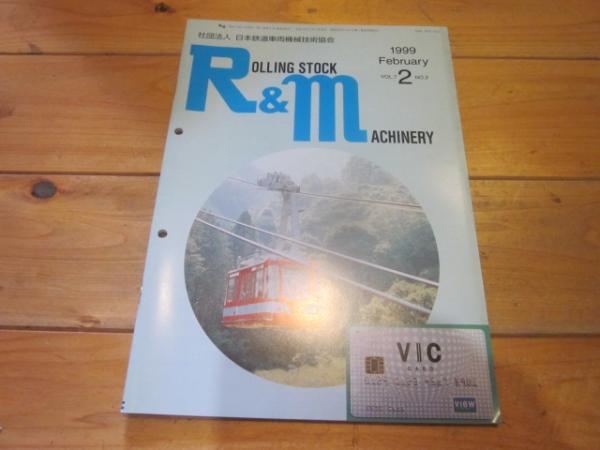 社団法人 日本鉄道車両機械技術協会
1999
February
VOL.7 2 NO.2
ROLLING STOCK
R&M
MACHINERY
VIC
CARD
VIEW